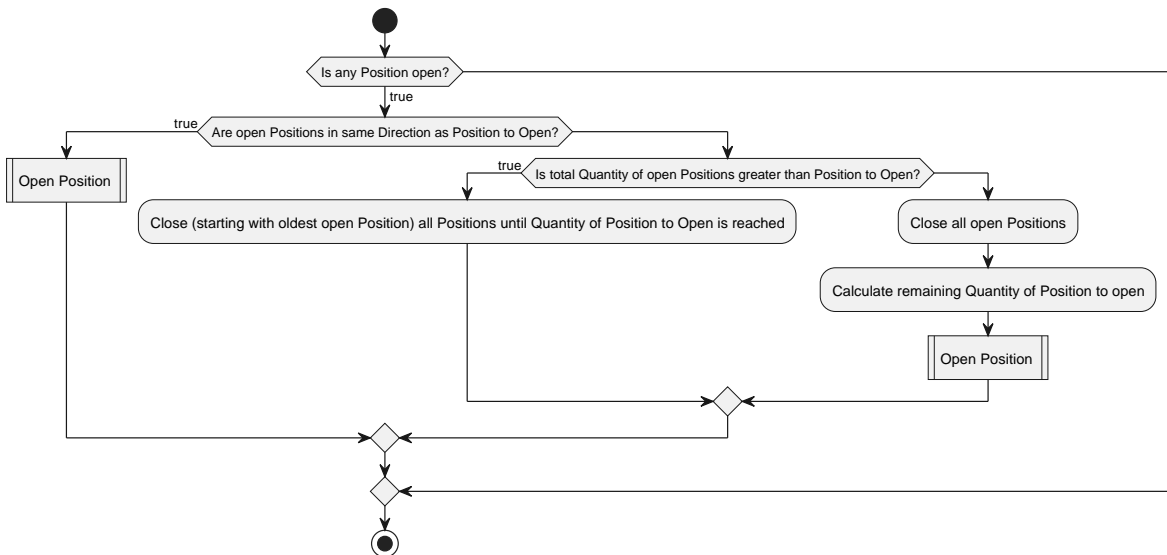 Is any Position open?
true
true
Are open Positions in same Direction as Position to Open?
true
Is total Quantity of open Positions greater than Position to Open?
Open Position
Close (starting with oldest open Position) all Positions until Quantity of Position to Open is reached
Close all open Positions
Calculate remaining Quantity of Position to open
Open Position